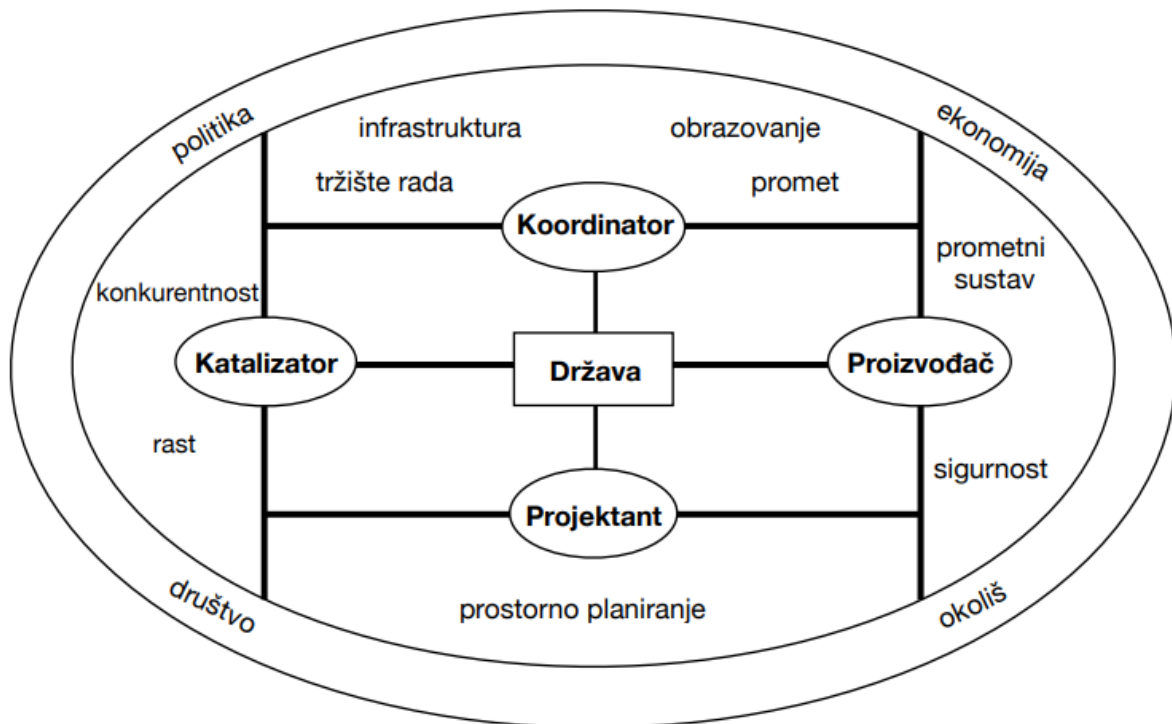 politika
ekonomija
infrastruktura
obrazovanje
tržište rada
promet
Koordinator
prometni
sustav
konkurentnost
Katalizator
Država
Proizvođač
rast
sigurnost
Projektant
društvo
prostorno planiranje
okoliš